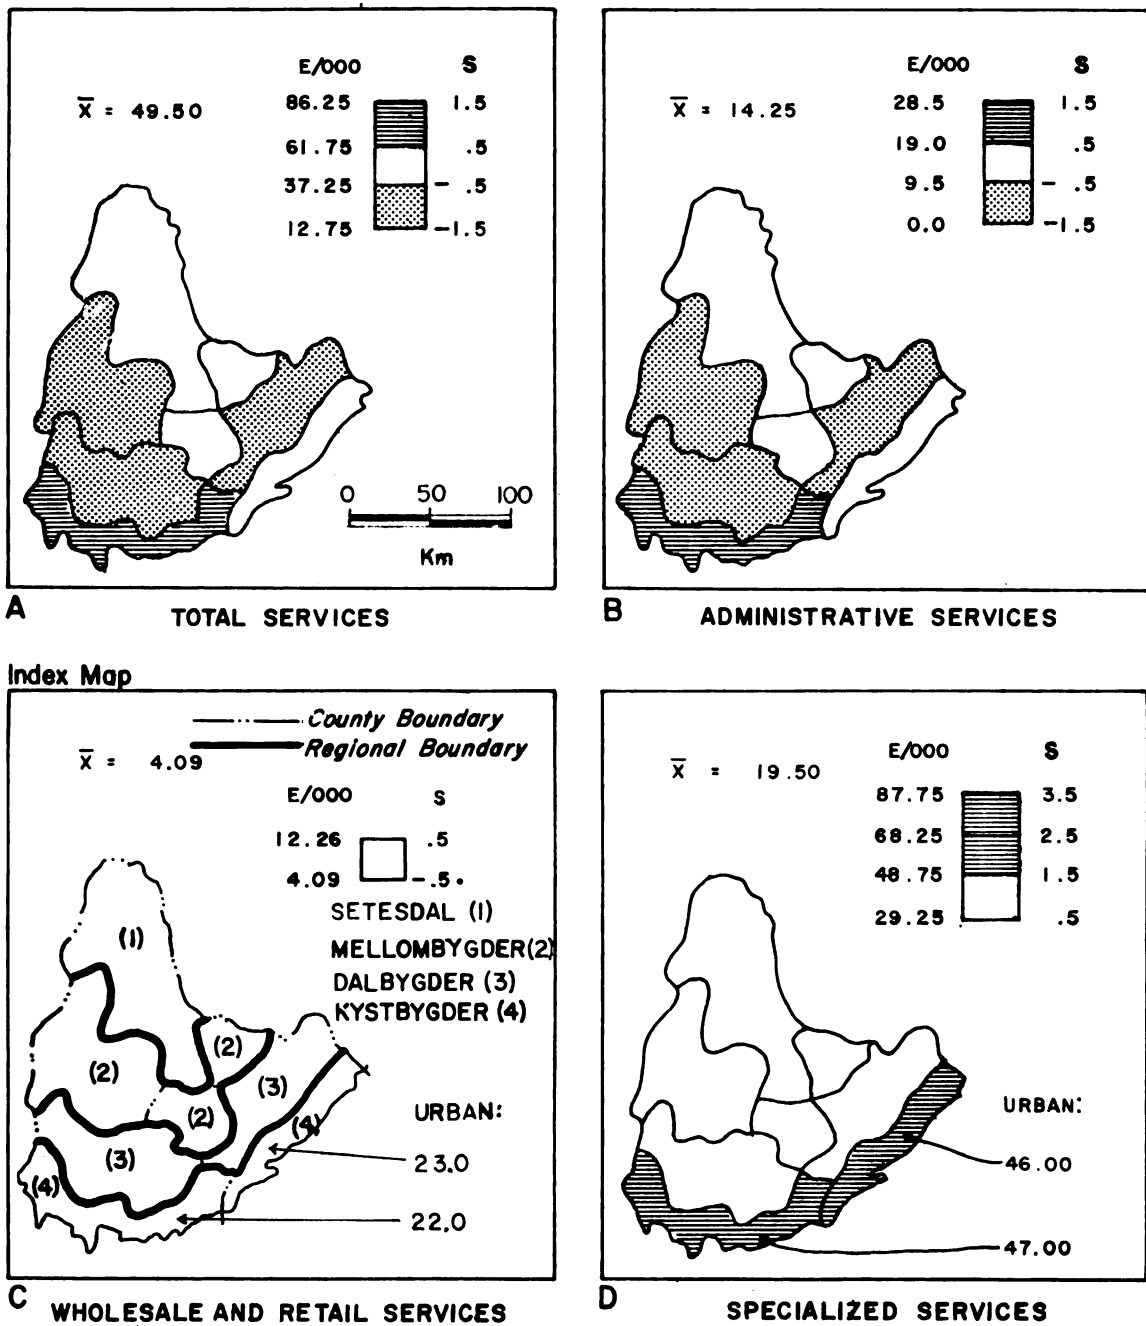 E/000 S
X̄ = 49.50
86.25 1.5
61.75 .5
37.25 - .5
12.75 -1.5
0 50 100
Km
A TOTAL SERVICES
E/000 S
X̄ = 14.25
28.5 1.5
19.0 .5
9.5 - .5
0.0 -1.5
B ADMINISTRATIVE SERVICES
Index Map
County Boundary
Regional Boundary
X̄ = 4.09
E/000 S
12.26 .5
4.09 -.5
SETESDAL (1)
MELLOMBYGDER(2)
DALBYGDER (3)
KYSTBYGDER (4)
(1)
(2)
(2)
(3)
(2)
(4)
(3)
(4)
URBAN:
23.0
22.0
C WHOLESALE AND RETAIL SERVICES
E/000 S
X̄ = 19.50
87.75 3.5
68.25 2.5
48.75 1.5
29.25 .5
URBAN:
46.00
47.00
D SPECIALIZED SERVICES